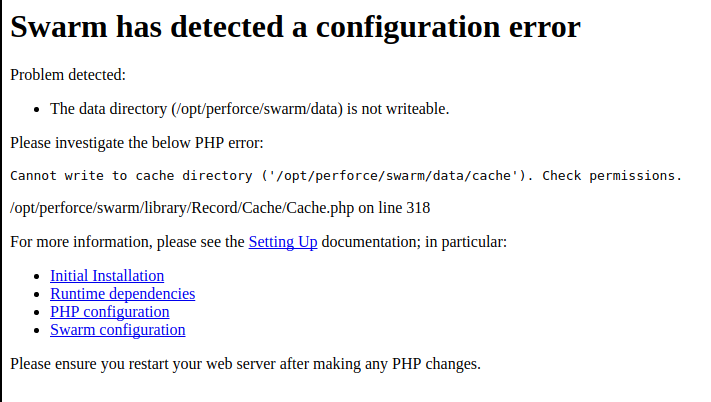 Swarm has detected a configuration error
Problem detected:
• The data directory (/opt/perforce/swarm/data) is not writeable.
Please investigate the below PHP error:
Cannot write to cache directory ('/opt/perforce/swarm/data/cache'). Check permissions.
/opt/perforce/swarm/library/Record/Cache/Cache.php on line 318
For more information, please see the Setting Up documentation; in particular:
• Initial Installation
• Runtime dependencies
• PHP configuration
• Swarm configuration
Please ensure you restart your web server after making any PHP changes.